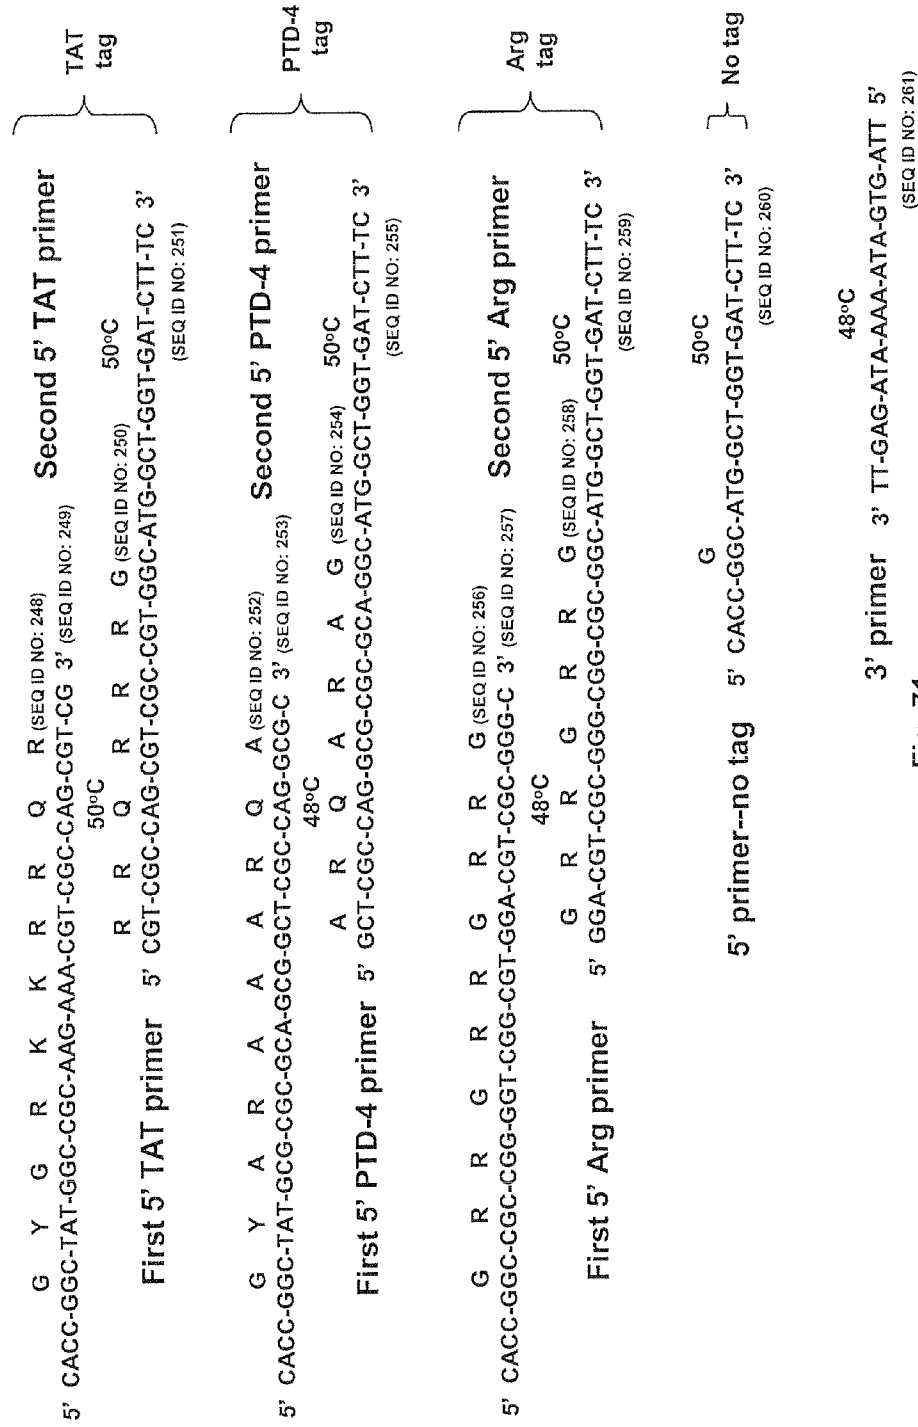 G Y G R K K R R Q R (SEQ ID NO: 248)
Second 5' TAT primer
5' CACC-GGC-TAT-GGC-CGC-AAG-AAA-CGT-CGC-CAG-CGT-CG 3' (SEQ ID NO: 249)
50ºC
TAT
tag
R R Q R R R G (SEQ ID NO: 250)
50ºC
First 5' TAT primer 5' CGT-CGC-CAG-CGT-CGC-CGT-GGC-ATG-GCT-GGT-GAT-CTT-TC 3'
(SEQ ID NO: 251)
G Y A R A A A R Q A (SEQ ID NO: 252)
Second 5' PTD-4 primer
5' CACC-GGC-TAT-GCG-CGC-GCA-GCG-GCT-CGC-CAG-GCG-C 3' (SEQ ID NO: 253)
48ºC
PTD-4
tag
A R Q A R A G (SEQ ID NO: 254)
50ºC
First 5' PTD-4 primer 5' GCT-CGC-CAG-GCG-CGC-GCA-GGC-ATG-GCT-GGT-GAT-CTT-TC 3'
(SEQ ID NO: 255)
G R R G R R G R R G (SEQ ID NO: 256)
Second 5' Arg primer
5' CACC-GGC-CGC-CGG-GGT-CGG-CGT-GGA-CGT-CGC-GGG-C 3' (SEQ ID NO: 257)
48ºC
Arg
tag
G R R G R R G (SEQ ID NO: 258)
50ºC
First 5' Arg primer 5' GGA-CGT-CGC-GGG-CGG-CGC-GGC-ATG-GCT-GGT-GAT-CTT-TC 3'
(SEQ ID NO: 259)
G
50ºC
5' primer--no tag 5' CACC-GGC-ATG-GCT-GGT-GAT-CTT-TC 3'
No tag
(SEQ ID NO: 260)
48ºC
3' primer 3' TT-GAG-ATA-AAA-ATA-GTG-ATT 5'
(SEQ ID NO: 261)